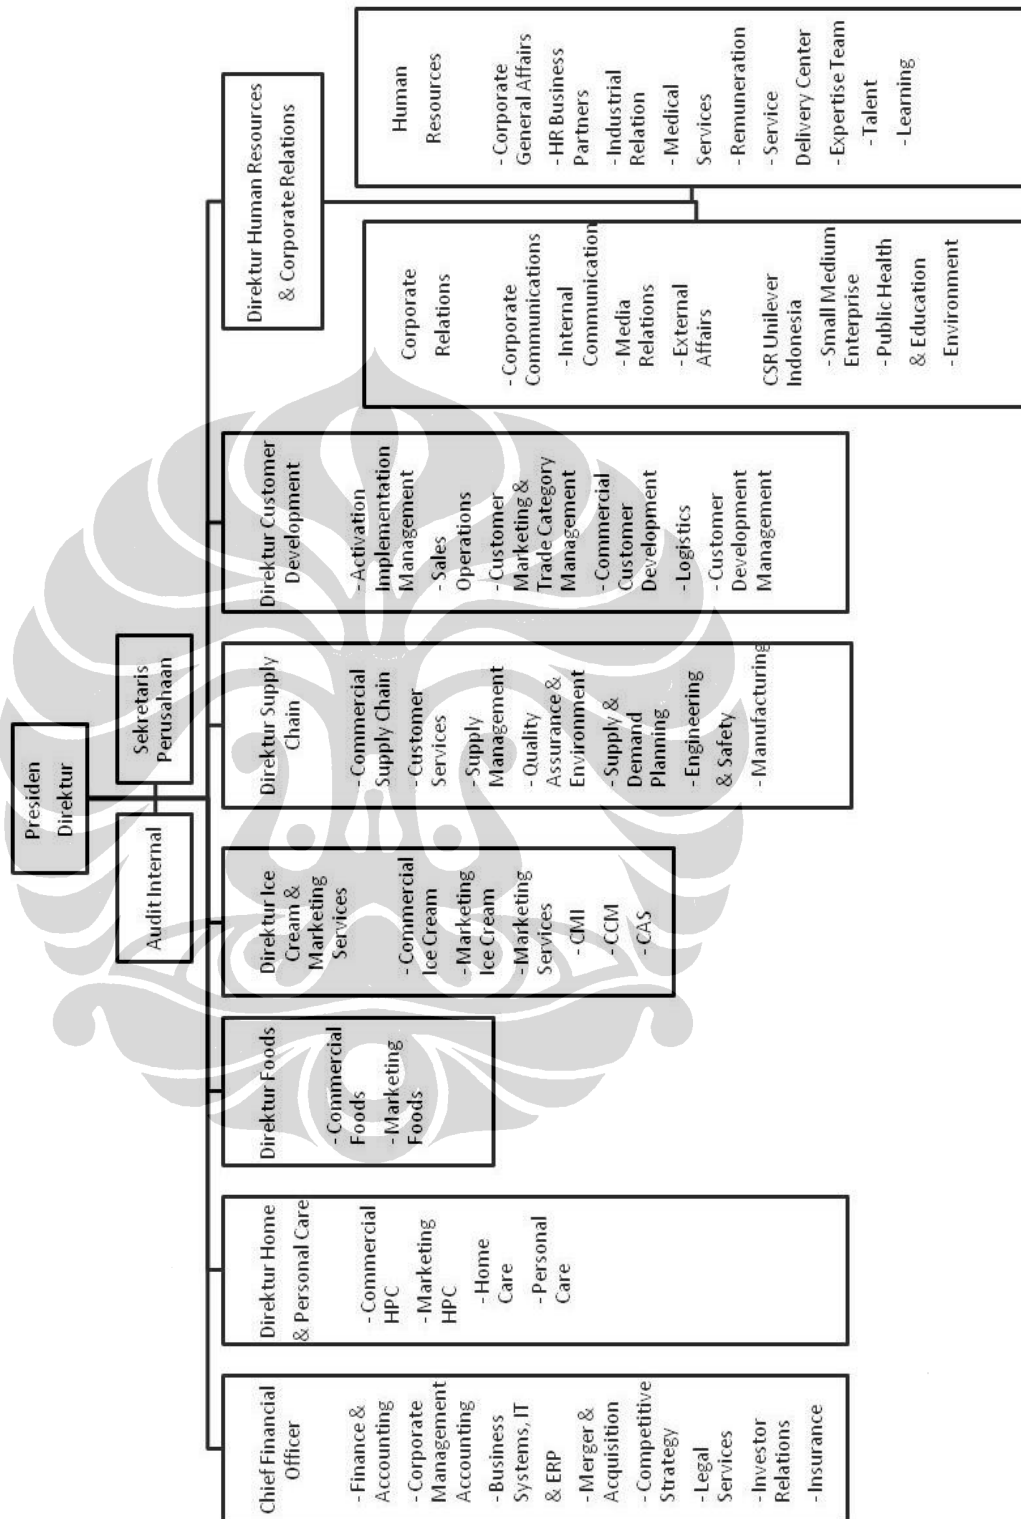 Presiden
Direktur
Audit Internal
Sekretaris
Perusahaan
Chief Financial
Officer
- Finance &
Accounting
- Corporate
Management
Accounting
- Business
Systems, IT
& ERP
- Merger &
Acquisition
- Competitive
Strategy
- Legal
Services
- Investor
Relations
- Insurance
Direktur Home
& Personal Care
- Commercial
HPC
- Marketing
HPC
- Home
Care
- Personal
Care
Direktur Foods
- Commercial
Foods
- Marketing
Foods
Direktur Ice
Cream &
Marketing
Services
- Commercial
Ice Cream
- Marketing
Ice Cream
- Marketing
Services
- CMI
- CCM
- CAS
Direktur Supply
Chain
- Commercial
Supply Chain
- Customer
Services
- Supply
Management
- Quality
Assurance &
Environment
- Supply &
Demand
Planning
- Engineering
& Safety
- Manufacturing
Direktur Customer
Development
- Activation
Implementation
Management
- Sales
Operations
- Customer
Marketing &
Trade Category
Management
- Commercial
Customer
Development
- Logistics
- Customer
Development
Management
Direktur Human Resources
& Corporate Relations
Corporate
Relations
- Corporate
Communications
- Internal
Communication
- Media
Relations
- External
Affairs
CSR Unilever
Indonesia
- Small Medium
Enterprise
- Public Health
& Education
- Environment
Human
Resources
- Corporate
General Affairs
- HR Business
Partners
- Industrial
Relation
- Medical
Services
- Remuneration
- Service
Delivery Center
- Expertise Team
- Talent
- Learning